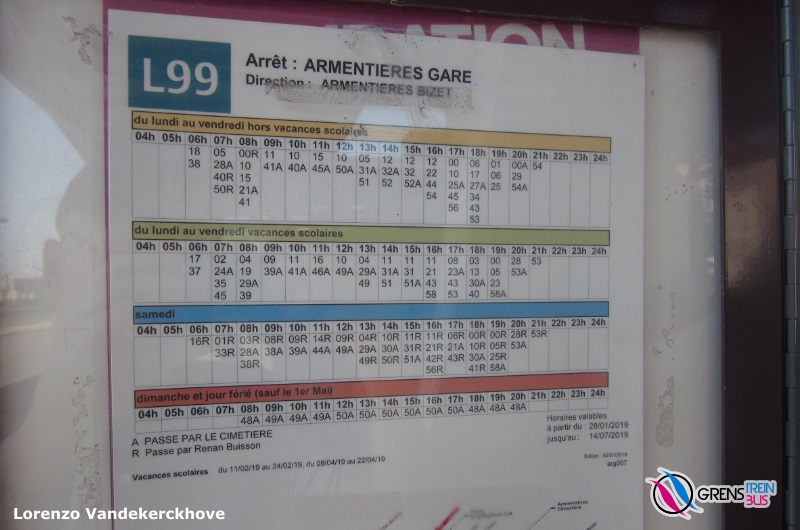 ATION
L99
Arrêt : ARMENTIERES GARE
Direction : ARMENTIERES BIZET
du lundi au vendredi hors vacances scolaires
04h 05h 06h 07h 08h 09h 10h 11h 12h 13h 14h 15h 16h 17h 18h 19h 20h 21h 22h 23h 24h
18 05 00R 11 10 15 10 05 12 12 12 00 06 01 00A 54
38 28A 10 41A 40A 45A 50A 31A 32A 32 22 10 17 06 29
40R 15 51 52 52A 44 25A 27A 25 54A
50R 21A 54 45 34
41 56 43
53
du lundi au vendredi vacances scolaires
04h 05h 06h 07h 08h 09h 10h 11h 12h 13h 14h 15h 16h 17h 18h 19h 20h 21h 22h 23h 24h
17 02 04 09 11 16 10 04 11 11 11 08 03 00 28 53
37 24A 19 39A 41A 46A 49A 29A 31A 31 21 23A 13 05 53A
35 29A 49 51 51A 43 43 30A 23
45 39 58 53 40 58A
samedi
04h 05h 06h 07h 08h 09h 10h 11h 12h 13h 14h 15h 16h 17h 18h 19h 20h 21h 22h 23h 24h
16R 01R 03R 08R 09R 14R 09R 04R 10R 11R 11R 06R 00R 00R 28R 53R
33R 28A 38A 39A 44A 49A 29A 30A 31R 21R 21A 10R 05R 53A
38R 49R 50R 51A 42R 43R 30A 25R
56R 41R 58A
dimanche et jour férié (sauf le 1er Mai)
04h 05h 06h 07h 08h 09h 10h 11h 12h 13h 14h 15h 16h 17h 18h 19h 20h 21h 22h 23h 24h
48A 49A 49A 49A 50A 50A 50A 50A 50A 50A 48A 48A 48A
A PASSE PAR LE CIMETIERE
R Passe par Renan Buisson
Horaires valables
à partir du : 28/01/2019
jusqu'au : 14/07/2019
Vacances scolaires du 11/02/19 au 24/02/19, du 08/04/19 au 22/04/19
arg007
Armentières
Cimetière
Lorenzo Vandekerckhove
GRENS TREIN BUS